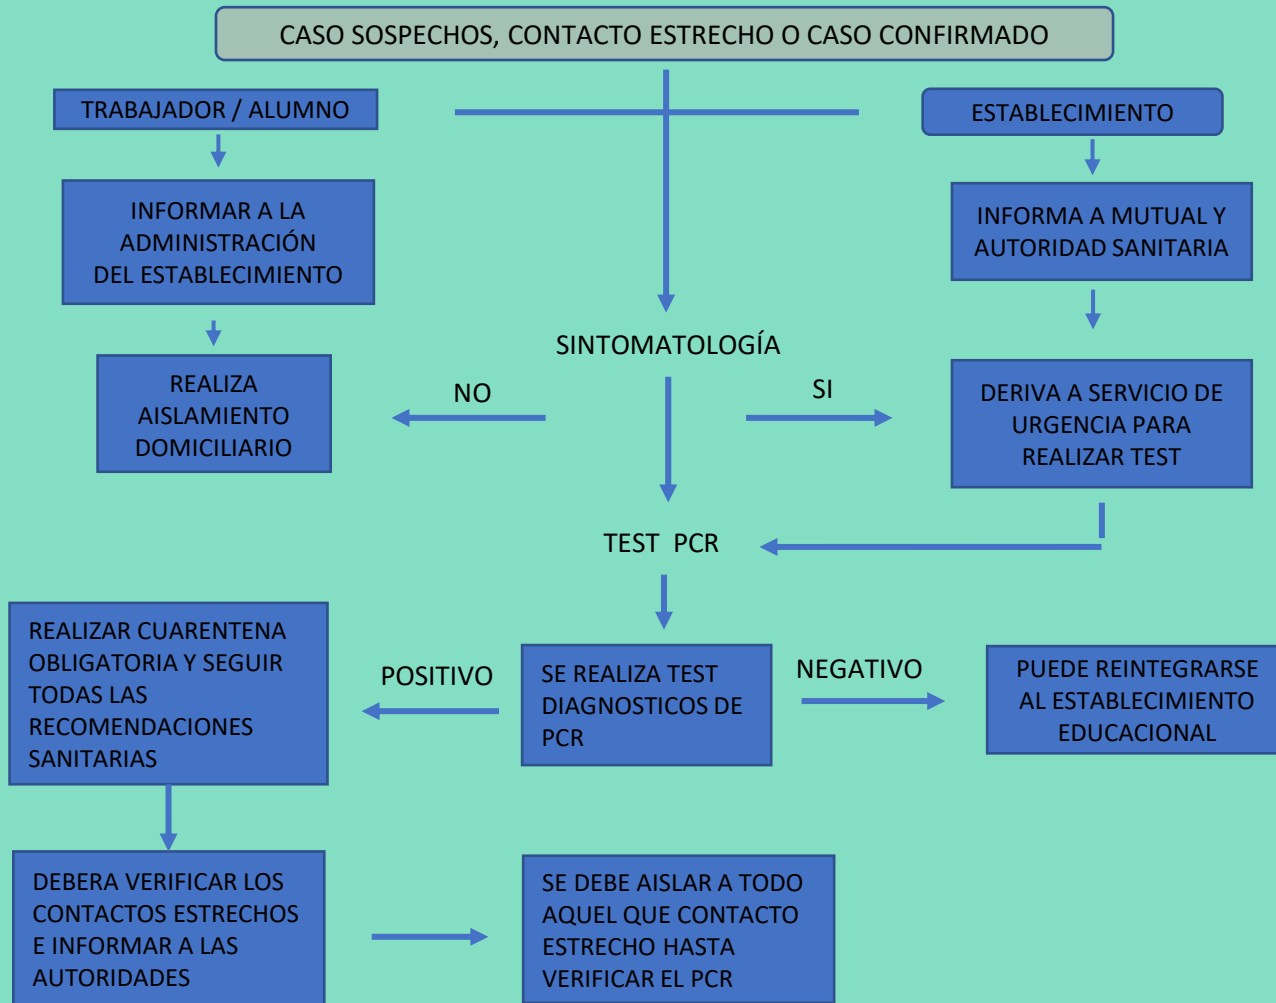 CASO SOSPECHOS, CONTACTO ESTRECHO O CASO CONFIRMADO
TRABAJADOR / ALUMNO
ESTABLECIMIENTO
INFORMAR A LA
ADMINISTRACIÓN
DEL ESTABLECIMIENTO
INFORMA A MUTUAL Y
AUTORIDAD SANITARIA
SINTOMATOLOGÍA
NO
SI
REALIZA
AISLAMIENTO
DOMICILIARIO
DERIVA A SERVICIO DE
URGENCIA PARA
REALIZAR TEST
TEST PCR
REALIZAR CUARENTENA
OBLIGATORIA Y SEGUIR
TODAS LAS
RECOMENDACIONES
SANITARIAS
POSITIVO
SE REALIZA TEST
DIAGNOSTICOS DE
PCR
NEGATIVO
PUEDE REINTEGRARSE
AL ESTABLECIMIENTO
EDUCACIONAL
DEBERA VERIFICAR LOS
CONTACTOS ESTRECHOS
E INFORMAR A LAS
AUTORIDADES
SE DEBE AISLAR A TODO
AQUEL QUE CONTACTO
ESTRECHO HASTA
VERIFICAR EL PCR